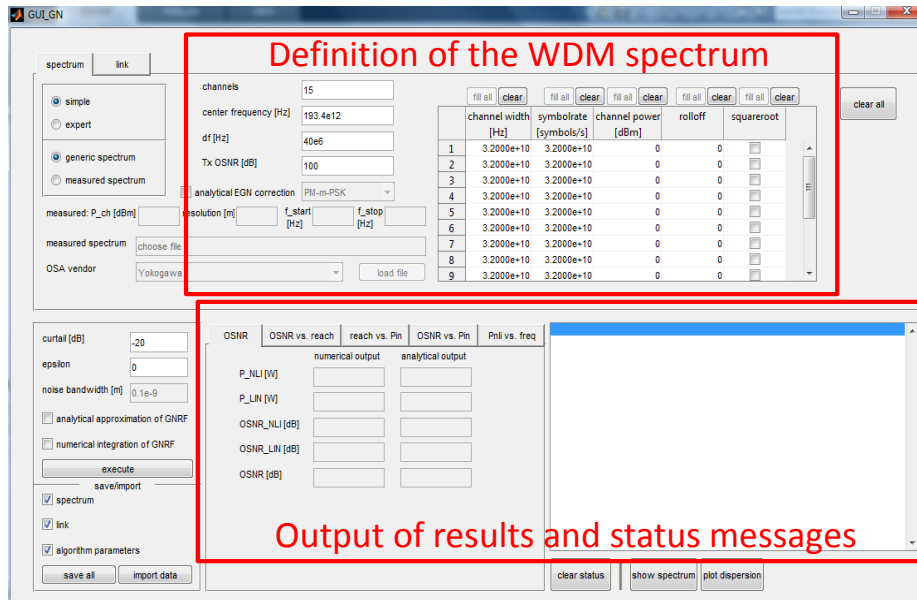 GUI_GN
Definition of the WDM spectrum
spectrum link
simple
expert
generic spectrum
measured spectrum
channels 15
center frequency [Hz] 193.4e12
df [Hz] 40e6
Tx OSNR [dB] 100
analytical EGN correction PM-m-PSK
measured: P_ch [dBm] resolution [m] f_start [Hz] f_stop [Hz]
measured spectrum choose file
OSA vendor Yokogawa load file
fill all clear fill all clear fill all clear fill all clear fill all clear
clear all
channel width [Hz] symbolrate [symbols/s] channel power [dBm] rolloff squareroot
1 3.2000e+10 3.2000e+10 0 0
2 3.2000e+10 3.2000e+10 0 0
3 3.2000e+10 3.2000e+10 0 0
4 3.2000e+10 3.2000e+10 0 0
5 3.2000e+10 3.2000e+10 0 0
6 3.2000e+10 3.2000e+10 0 0
7 3.2000e+10 3.2000e+10 0 0
8 3.2000e+10 3.2000e+10 0 0
9 3.2000e+10 3.2000e+10 0 0
curtail [dB] -20
epsilon 0
noise bandwidth [m] 0.1e-9
analytical approximation of GNRF
numerical integration of GNRF
execute
save/import
spectrum
link
algorithm parameters
save all import data
OSNR OSNR vs. reach reach vs. Pin OSNR vs. Pin Pnli vs. freq
numerical output analytical output
P_NLI [W]
P_LIN [W]
OSNR_NLI [dB]
OSNR_LIN [dB]
OSNR [dB]
Output of results and status messages
clear status show spectrum plot dispersion